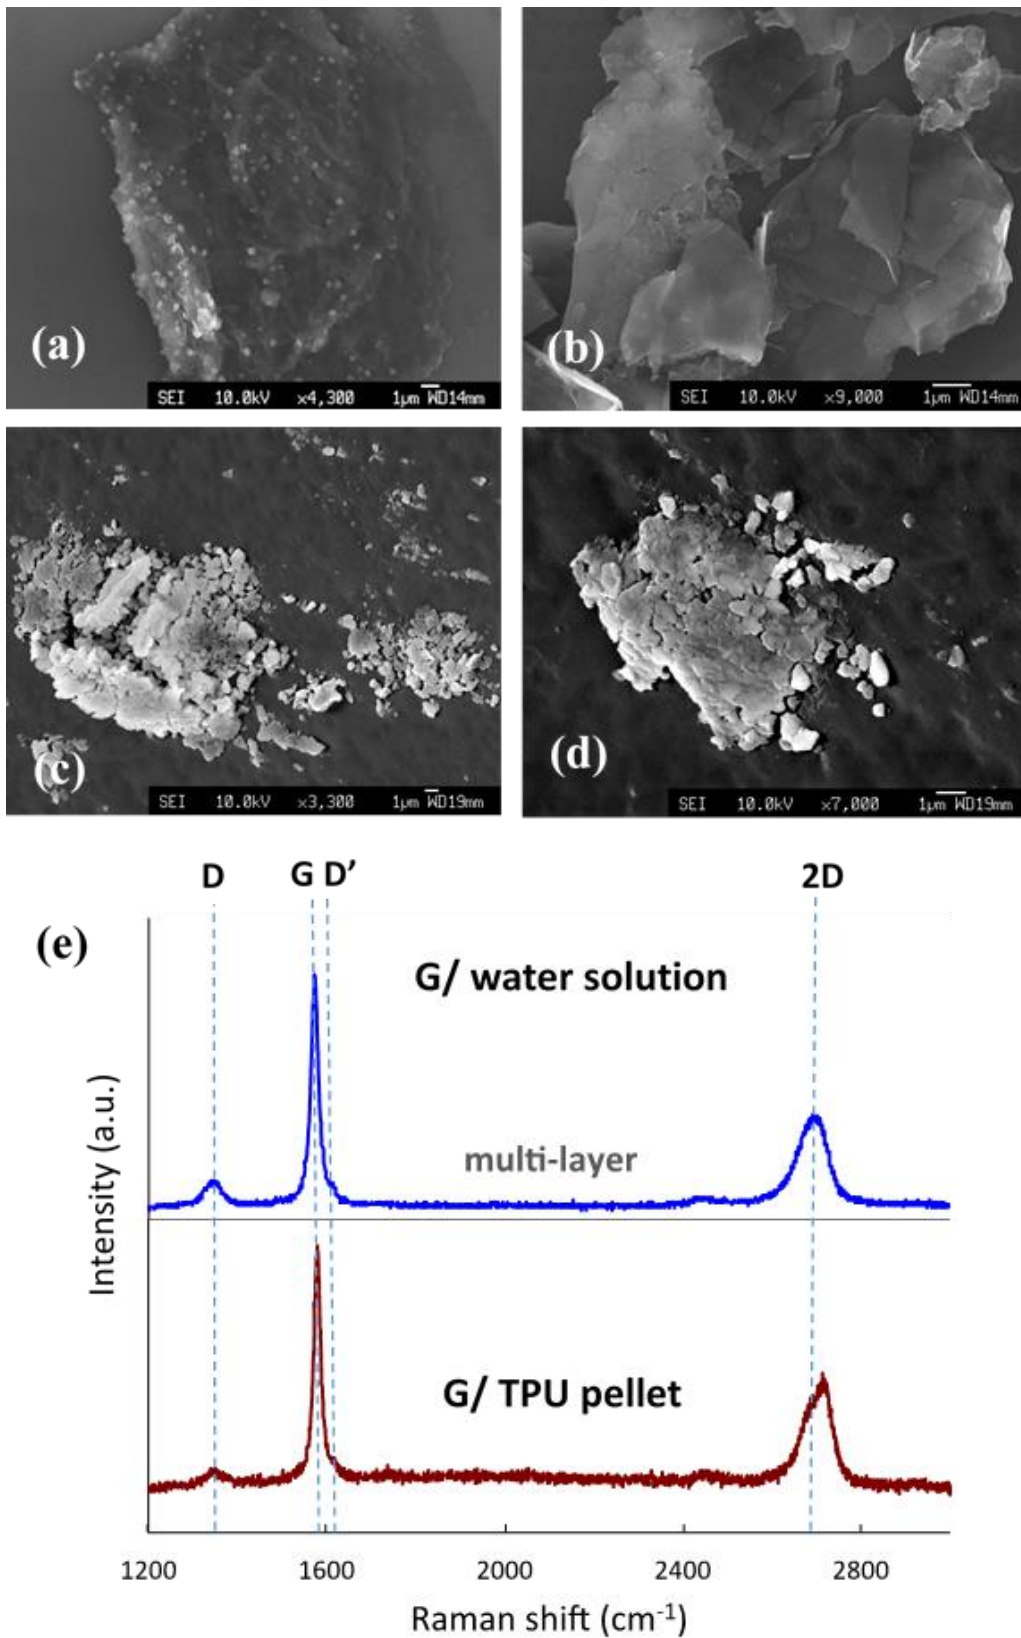 (a)
SEI 10.0kV ×4,300 1µm WD14mm
(b)
SEI 10.0kV ×9,000 1µm WD14mm
(c)
SEI 10.0kV ×3,300 1µm WD19mm
(d)
SEI 10.0kV ×7,000 1µm WD19mm
D G D’ 2D
(e)
G/ water solution
multi-layer
G/ TPU pellet
Intensity (a.u.)
1200 1600 2000 2400 2800
Raman shift (cm⁻¹)